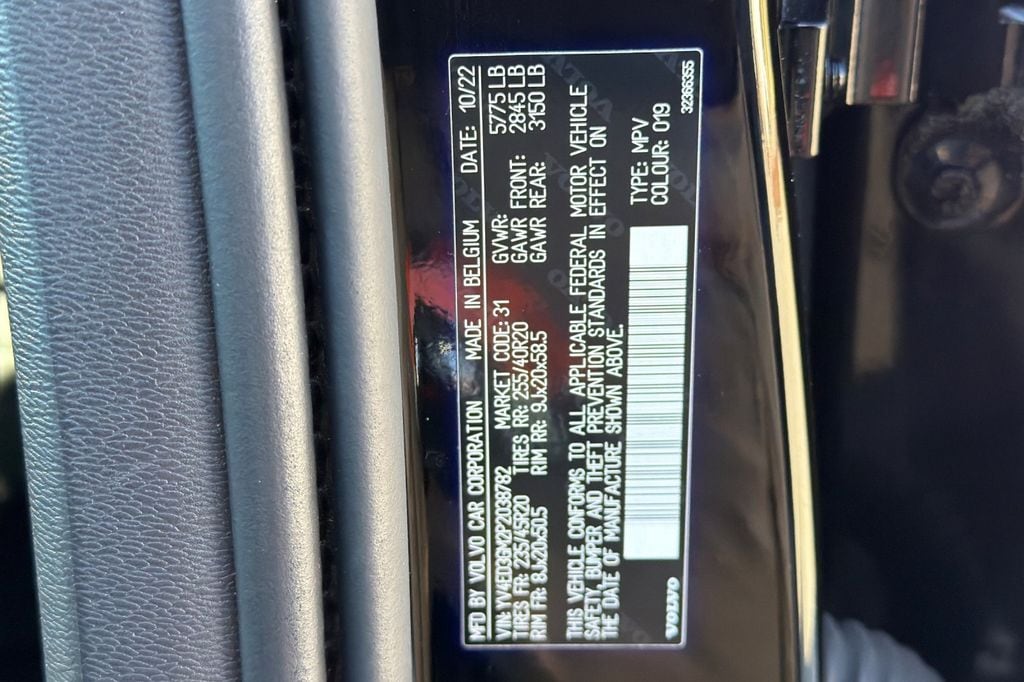 MFD BY VOLVO CAR CORPORATION MADE IN BELGIUM DATE: 10/22
VIN: YV4ED3GM2P2038782 MARKET CODE: 31 GVWR: 5775 LB
TIRES FR: 235/45R20 TIRES RR: 255/40R20 GAWR FRONT: 2845 LB
RIM FR: 8Jx20x50.5 RIM RR: 9Jx20x58.5 GAWR REAR: 3150 LB
THIS VEHICLE CONFORMS TO ALL APPLICABLE FEDERAL MOTOR VEHICLE
SAFETY, BUMPER AND THEFT PREVENTION STANDARDS IN EFFECT ON
THE DATE OF MANUFACTURE SHOWN ABOVE.
TYPE: MPV
COLOUR: 019
VOLVO
32366355